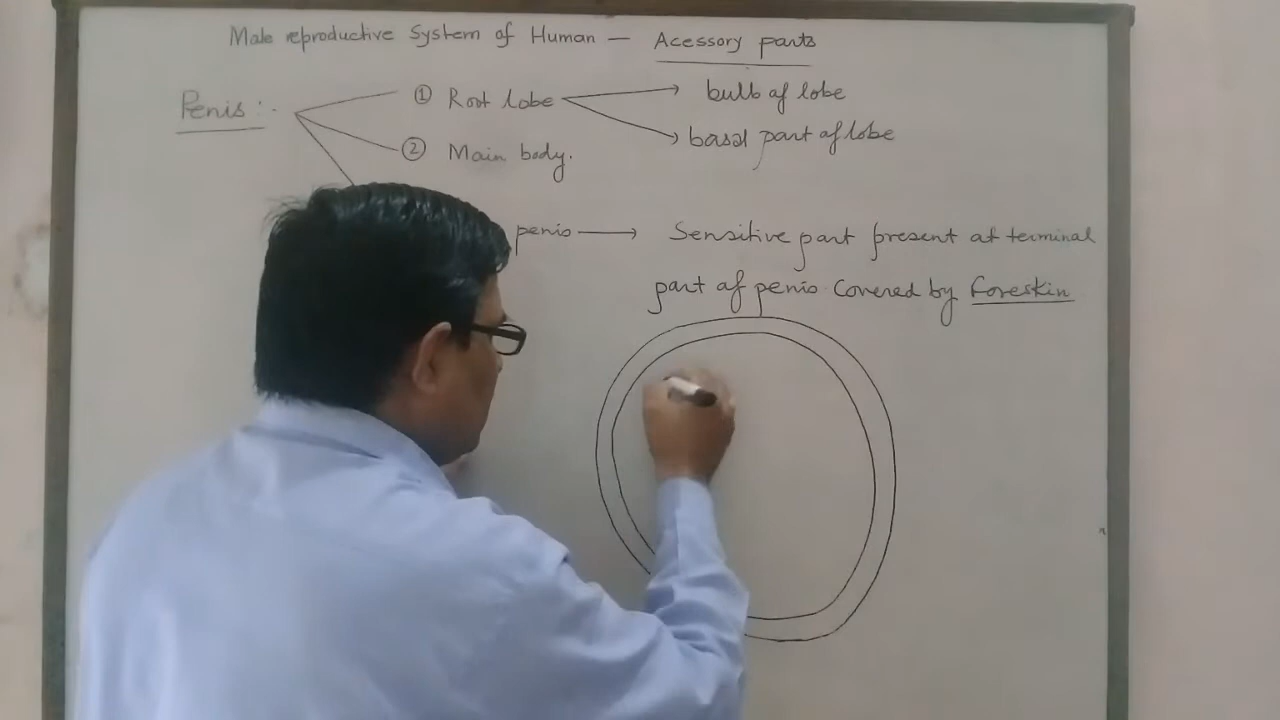 Male reproductive System of Human — Acessory parts
Penis :-
① Root lobe → bulb of lobe
→ basal part of lobe
② Main body.
penis → Sensitive part present at terminal
part of penis Covered by foreskin